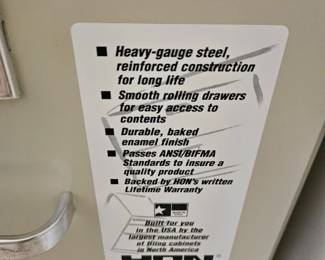 ■ Heavy-gauge steel,
reinforced construction
for long life
■ Smooth rolling drawers
for easy access to
contents
■ Durable, baked
enamel finish
■ Passes ANSI/BIFMA
Standards to insure a
quality product
■ Backed by HON's written
Lifetime Warranty
Built for you
in the USA by the
largest manufacturer
of filing cabinets
in North America
HON